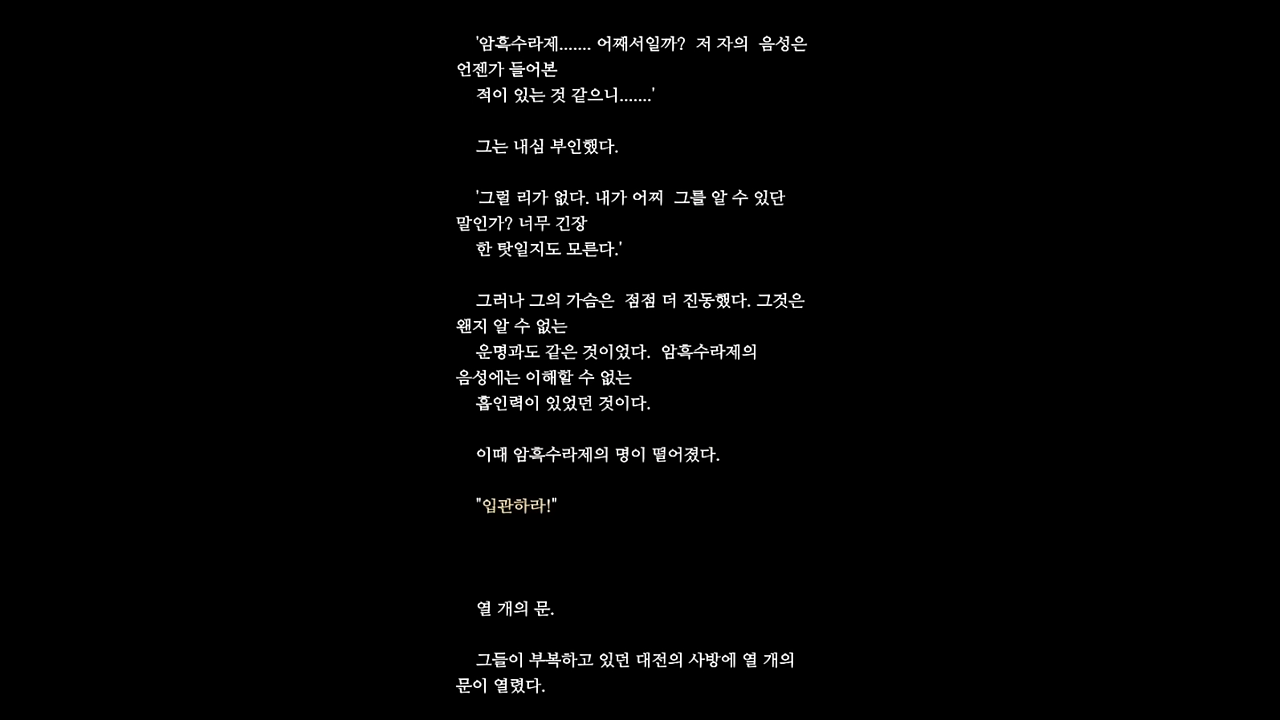 '암흑수라제....... 어째서일까?  저 자의  음성은
언젠가 들어본
적이 있는 것 같으니.......'
그는 내심 부인했다.
'그럴 리가 없다. 내가 어찌  그를 알 수 있단
말인가? 너무 긴장
한 탓일지도 모른다.'
그러나 그의 가슴은  점점 더 진동했다. 그것은
왠지 알 수 없는
운명과도 같은 것이었다.  암흑수라제의
음성에는 이해할 수 없는
흡인력이 있었던 것이다.
이때 암흑수라제의 명이 떨어졌다.
"입관하라!"
열 개의 문.
그들이 부복하고 있던 대전의 사방에 열 개의
문이 열렸다.